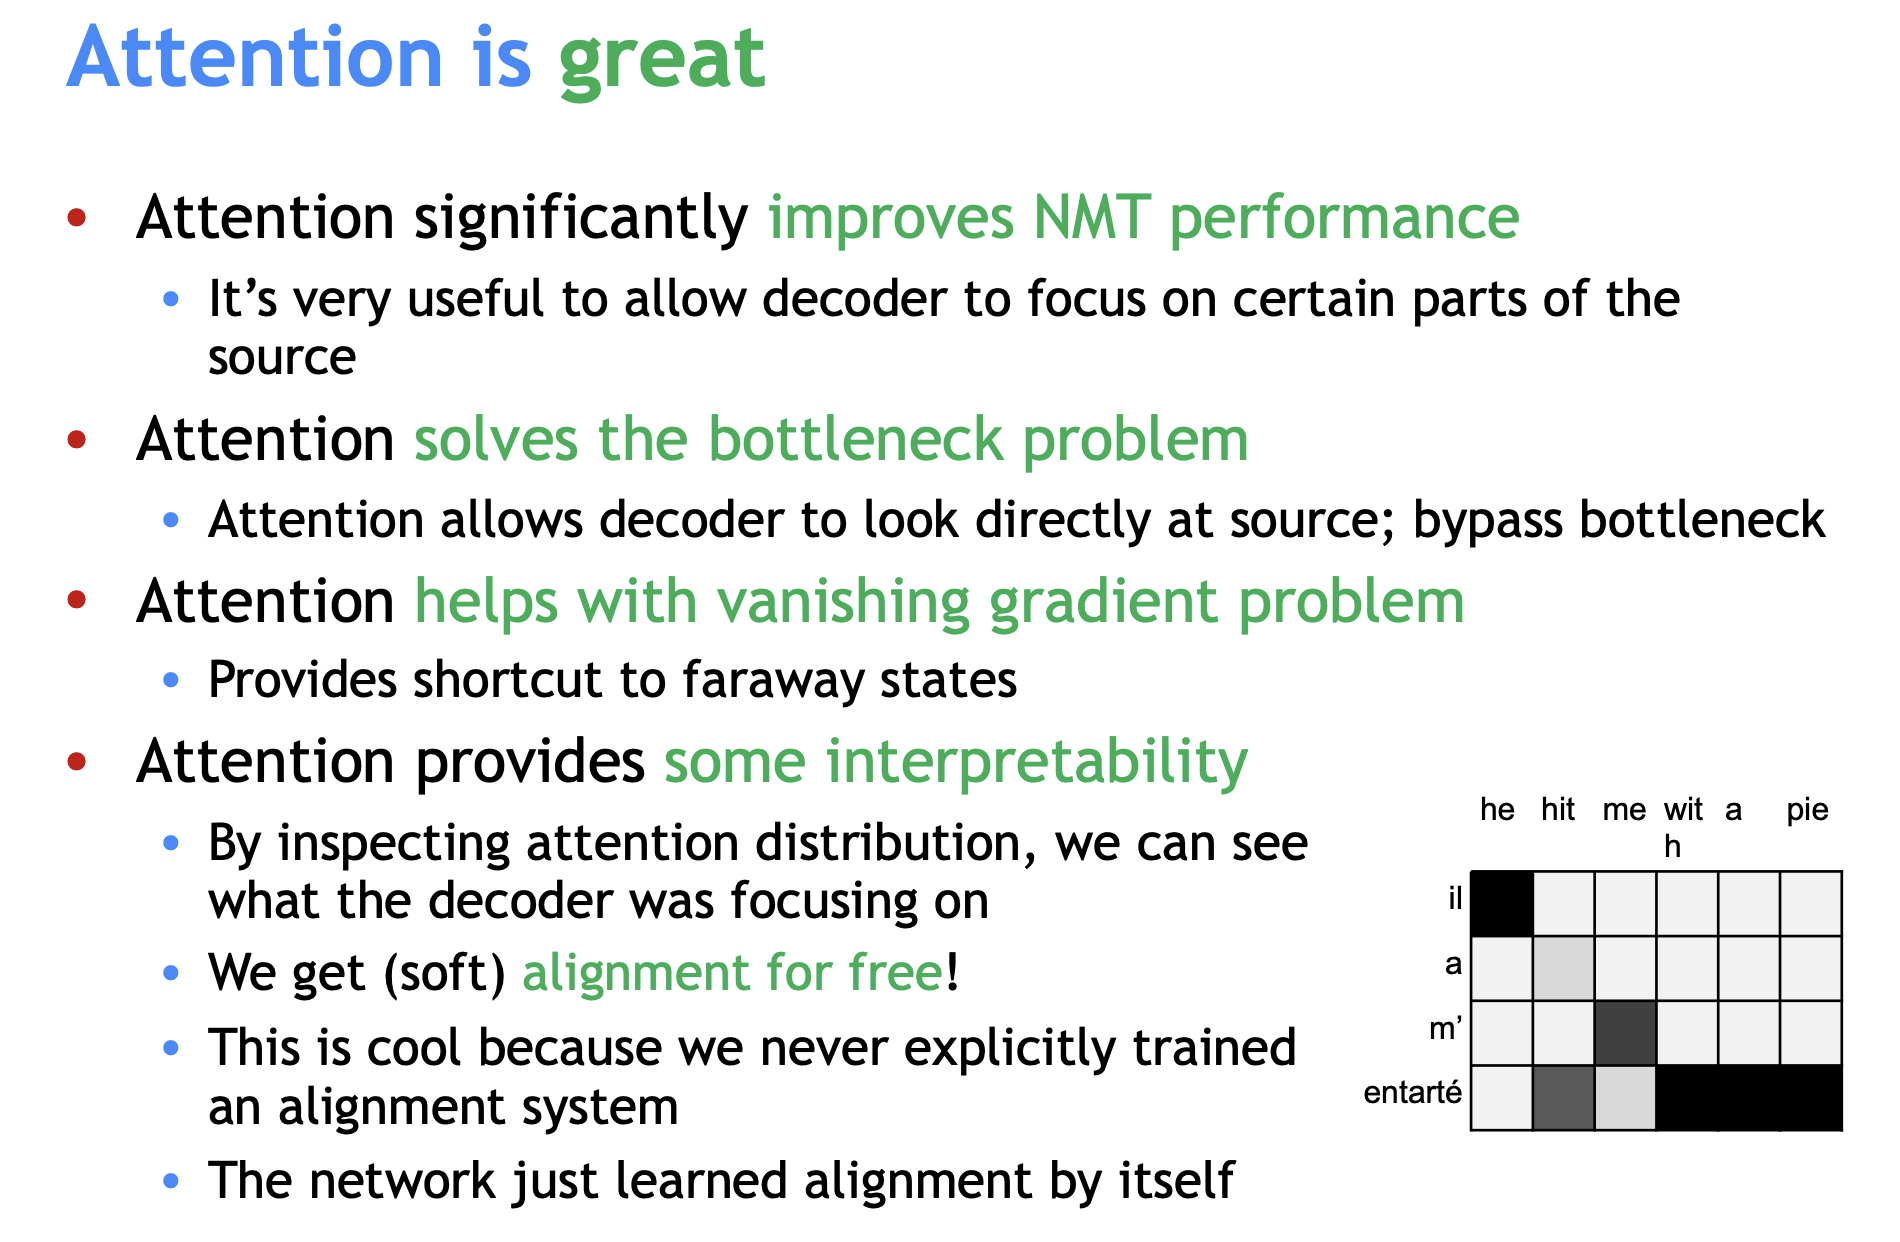 Attention is great
• Attention significantly improves NMT performance
• It’s very useful to allow decoder to focus on certain parts of the
source
• Attention solves the bottleneck problem
• Attention allows decoder to look directly at source; bypass bottleneck
• Attention helps with vanishing gradient problem
• Provides shortcut to faraway states
• Attention provides some interpretability
• By inspecting attention distribution, we can see
what the decoder was focusing on
• We get (soft) alignment for free!
• This is cool because we never explicitly trained
an alignment system
• The network just learned alignment by itself
he hit me wit a pie
h
il
a
m’
entarté